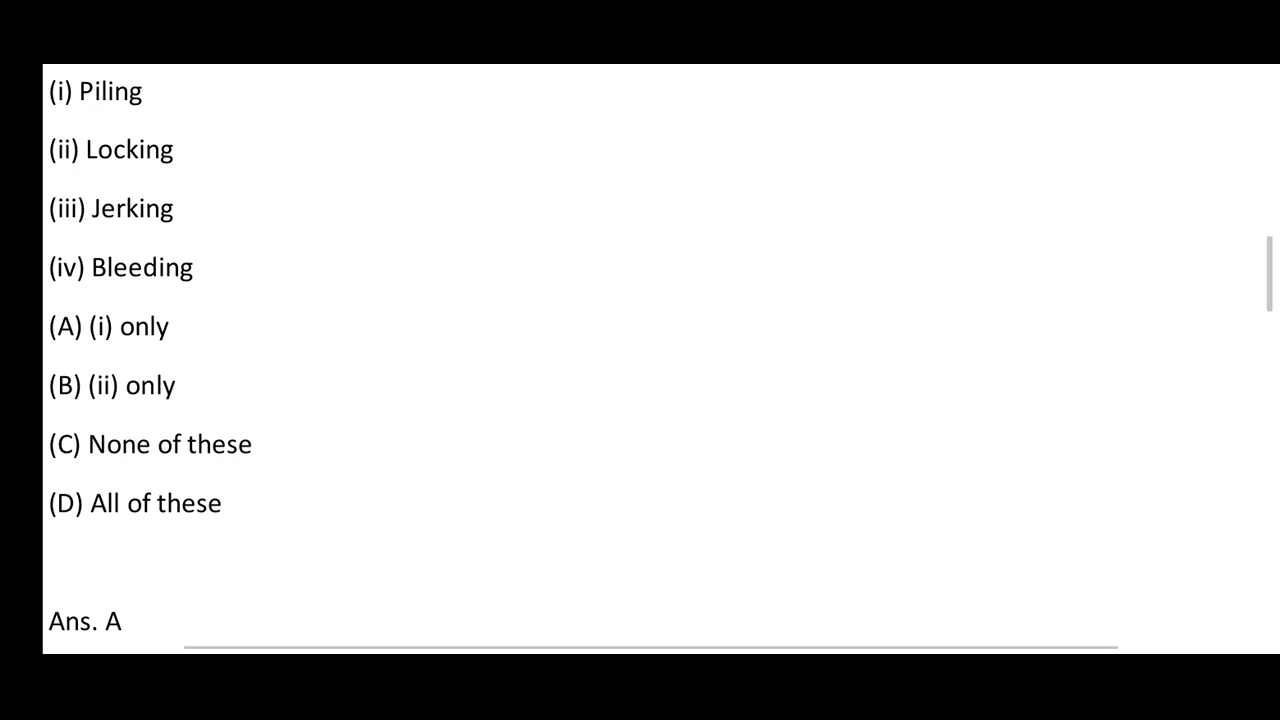 (i) Piling
(ii) Locking
(iii) Jerking
(iv) Bleeding
(A) (i) only
(B) (ii) only
(C) None of these
(D) All of these
Ans. A